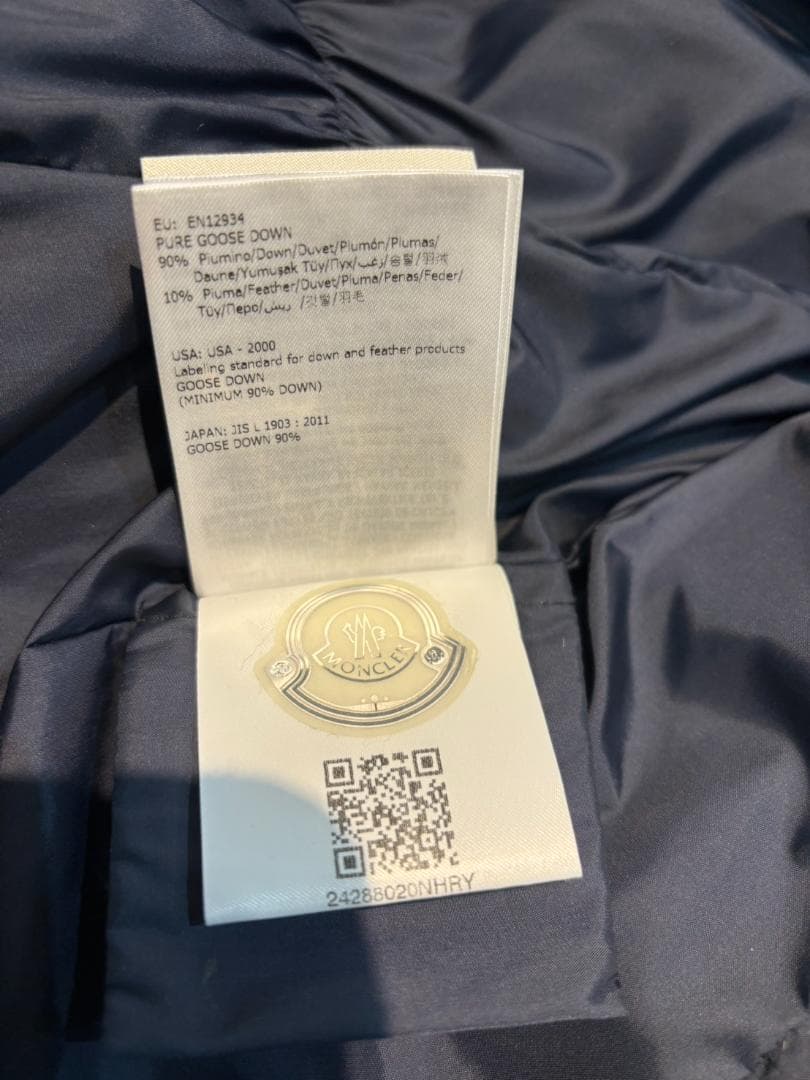 EU: EN12934
PURE GOOSE DOWN
90% Piumino/Down/Duvet/Plumón/Plumas/
Daune/Yumuşak Tüy/Пух/زغب/솜털/羽绒
10% Piuma/Feather/Duvet/Pluma/Penas/Feder/
Tüy/Перо/ريش /깃털/羽毛
USA: USA - 2000
Labeling standard for down and feather products
GOOSE DOWN
(MINIMUM 90% DOWN)
JAPAN: JIS L 1903 : 2011
GOOSE DOWN 90%
MONCLER
24288020NHRY